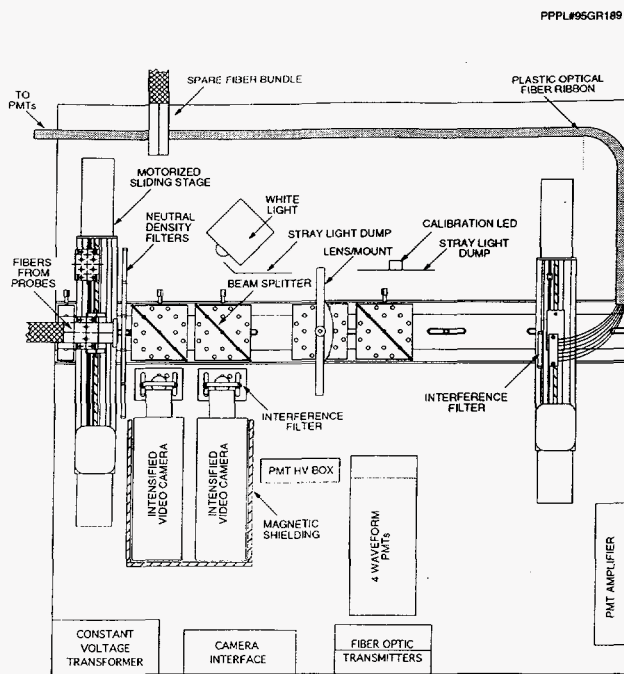 PPPL#95GR189
SPARE FIBER BUNDLE
PLASTIC OPTICAL
FIBER RIBBON
TO
PMTs
MOTORIZED
SLIDING STAGE
NEUTRAL
DENSITY
FILTERS
WHITE
LIGHT
STRAY LIGHT DUMP
LENS/MOUNT
CALIBRATION LED
STRAY LIGHT
DUMP
FIBERS
FROM
PROBES
BEAM SPLITTER
INTERFERENCE
FILTER
INTERFERENCE
FILTER
INTENSIFIED
VIDEO CAMERA
INTENSIFIED
VIDEO CAMERA
PMT HV BOX
MAGNETIC
SHIELDING
4 WAVEFORM
PMTs
PMT AMPLIFIER
CONSTANT
VOLTAGE
TRANSFORMER
CAMERA
INTERFACE
FIBER OPTIC
TRANSMITTERS